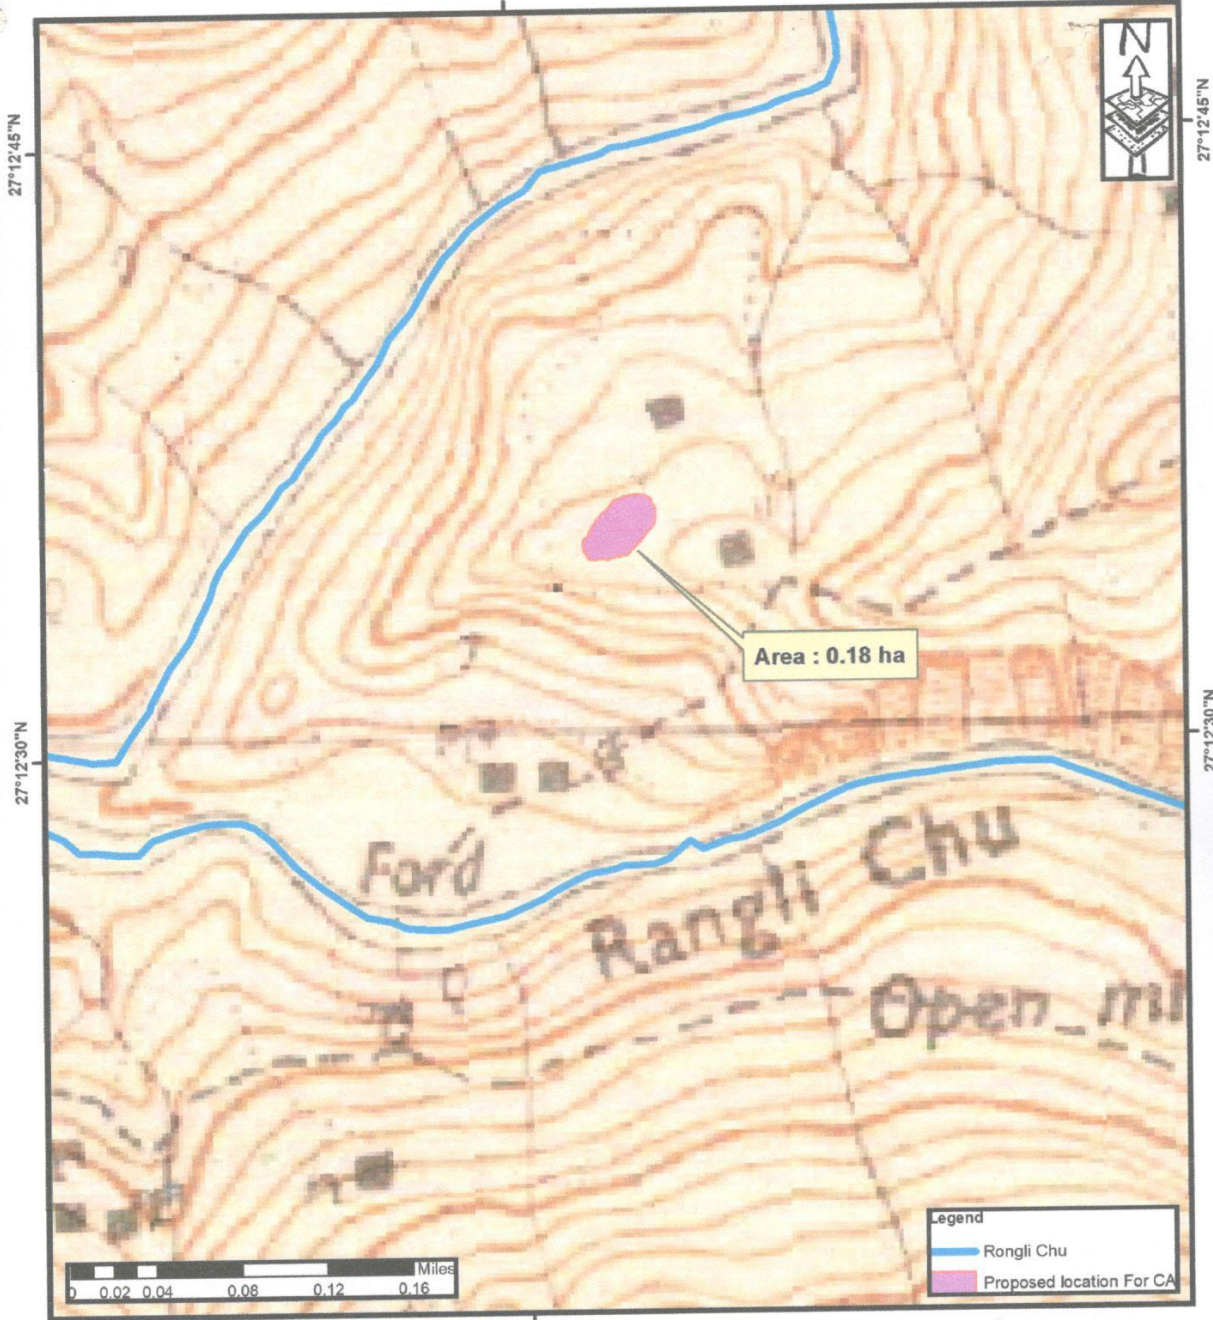 N
27°12'45"N
27°12'45"N
Area : 0.18 ha
27°12'30"N
27°12'30"N
Ford
Rangli Chu
Open mi
Legend
Rongli Chu
Proposed location For CA
Miles
0 0.02 0.04 0.08 0.12 0.16